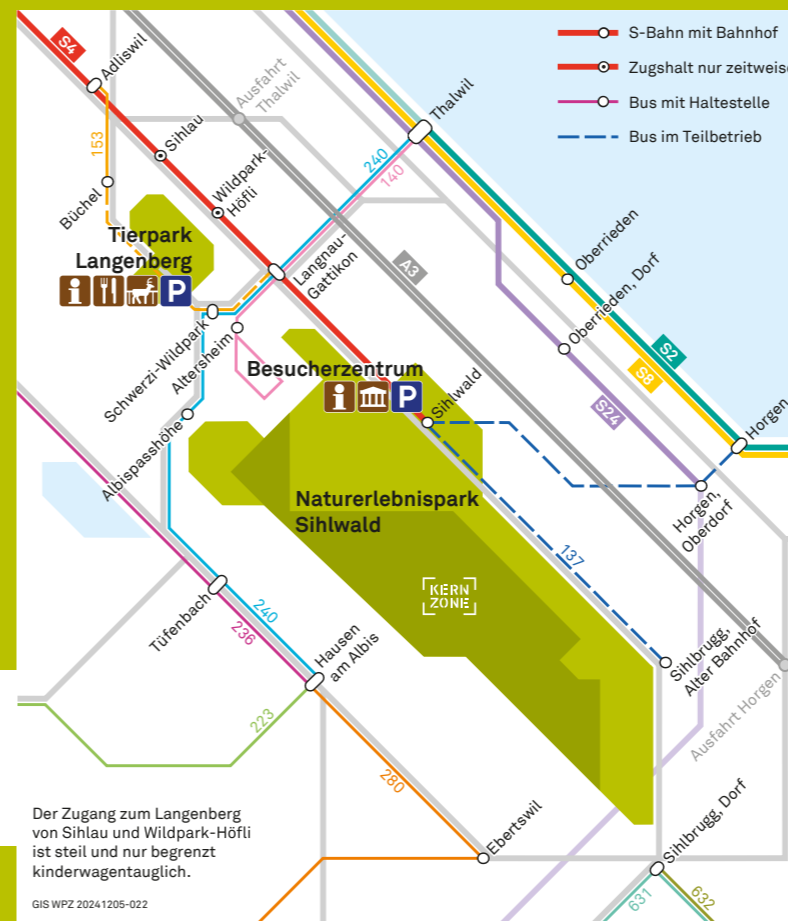 S-Bahn mit Bahnhof
Zugshalt nur zeitweise
Bus mit Haltestelle
Bus im Teilbetrieb
S4
Adliswil
Ausfahrt
Thalwil
Thalwil
153
Sihlau
240
140
Wildpark-
Höfli
Büchel
Tierpark
Langenberg
P
Langnau-
Gattikon
A3
Oberrieden
Oberrieden, Dorf
S2
S8
S24
Schwerzi-Wildpark
Altersheim
Besucherzentrum
P
Sihlwald
Horgen
Albispasshöhe
Horgen,
Oberdorf
Naturerlebnispark
Sihlwald
KERN
ZONE
137
Tüfenbach
240
236
Hausen
am Albis
Sihlbrugg,
Alter Bahnhof
Ausfahrt Horgen
223
280
Ebertswil
Sihlbrugg, Dorf
631
632
Der Zugang zum Langenberg
von Sihlau und Wildpark-Höfli
ist steil und nur begrenzt
kinderwagentauglich.
GIS WPZ 20241205-022